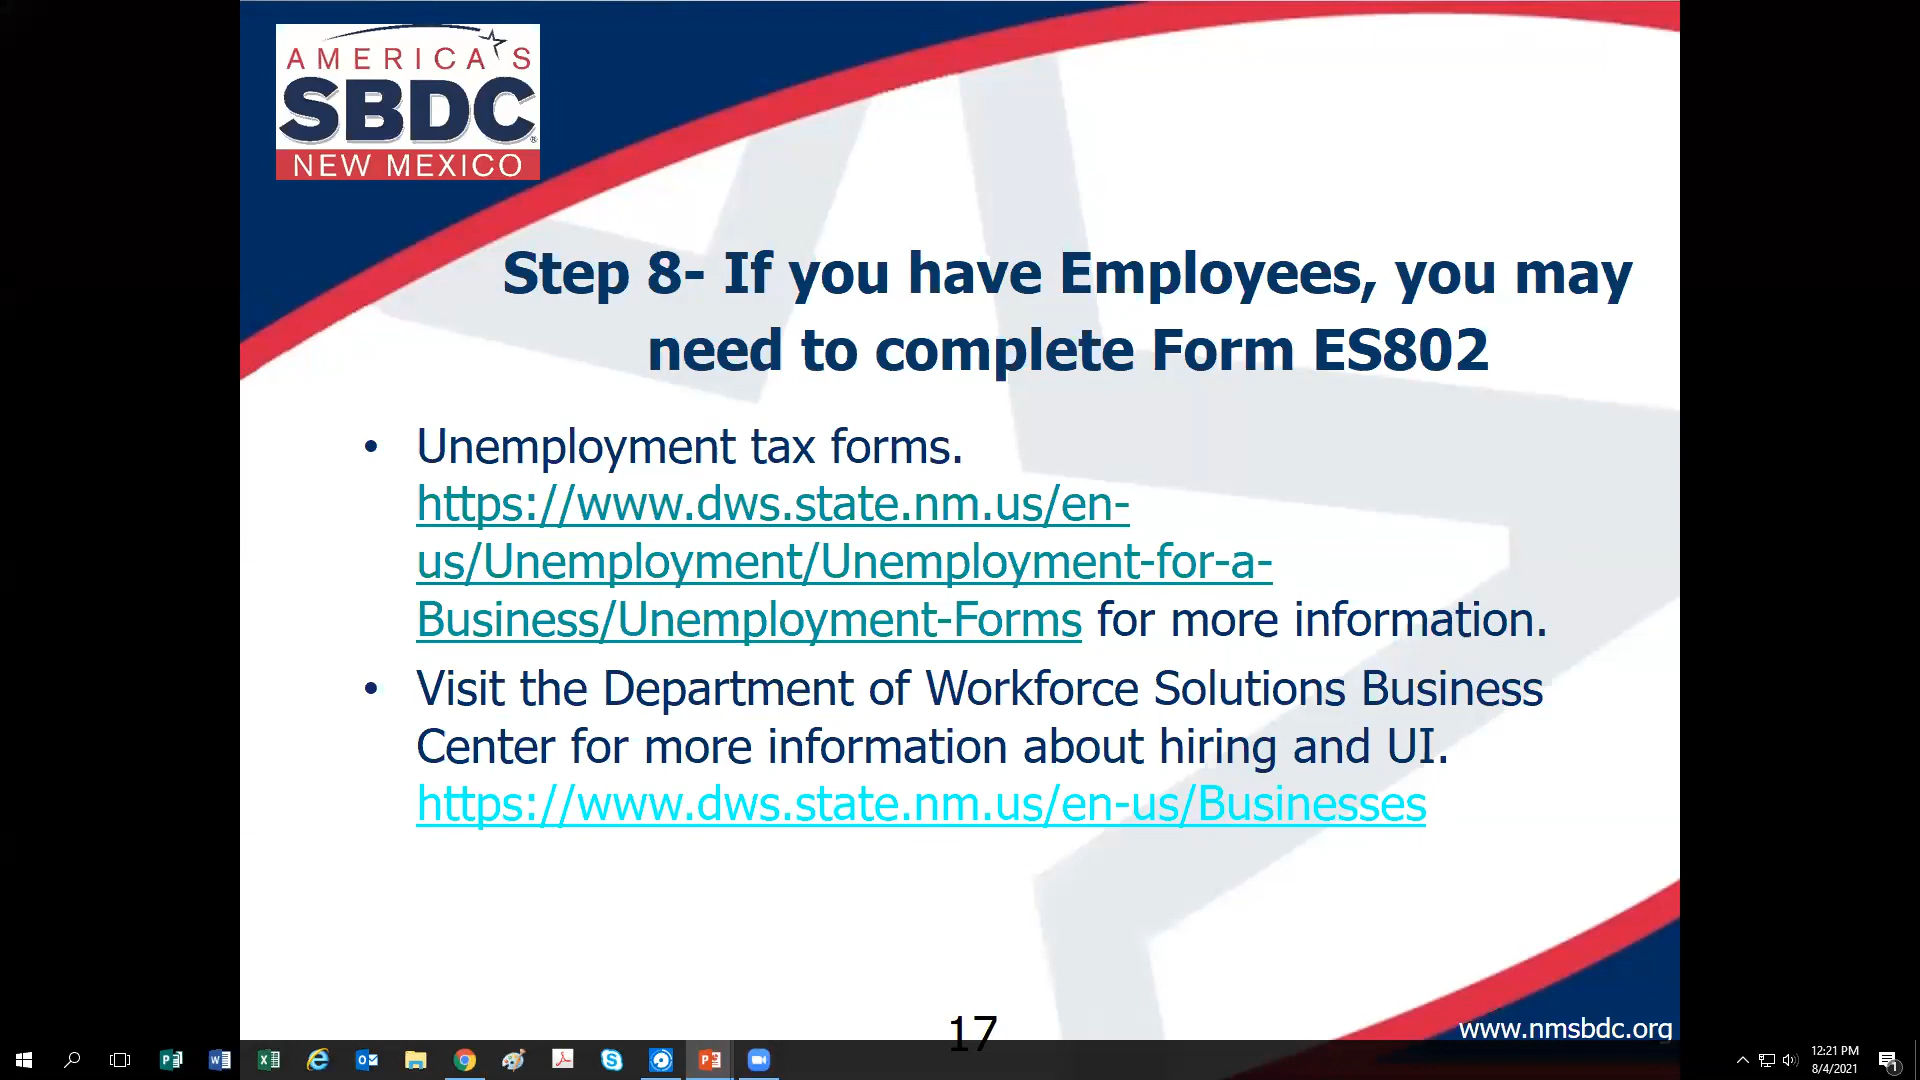 AMERICA'S
SBDC
NEW MEXICO
Step 8- If you have Employees, you may
need to complete Form ES802
• Unemployment tax forms.
https://www.dws.state.nm.us/en-
us/Unemployment/Unemployment-for-a-
Business/Unemployment-Forms for more information.
• Visit the Department of Workforce Solutions Business
Center for more information about hiring and UI.
https://www.dws.state.nm.us/en-us/Businesses
17
www.nmsbdc.org
12:21 PM
8/4/2021